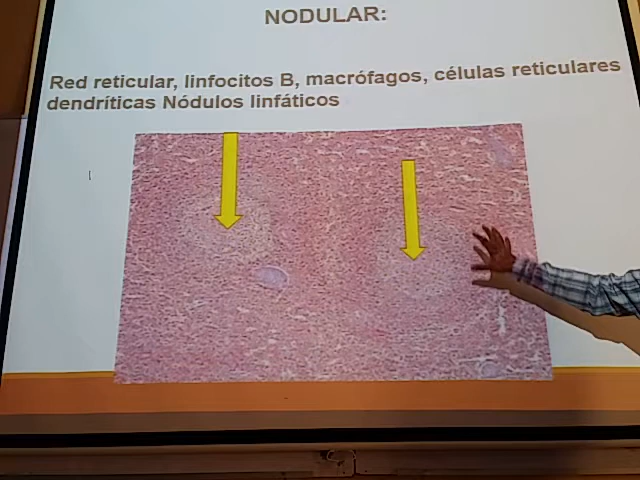 NODULAR:
Red reticular, linfocitos B, macrófagos, células reticulares
dendríticas Nódulos linfáticos